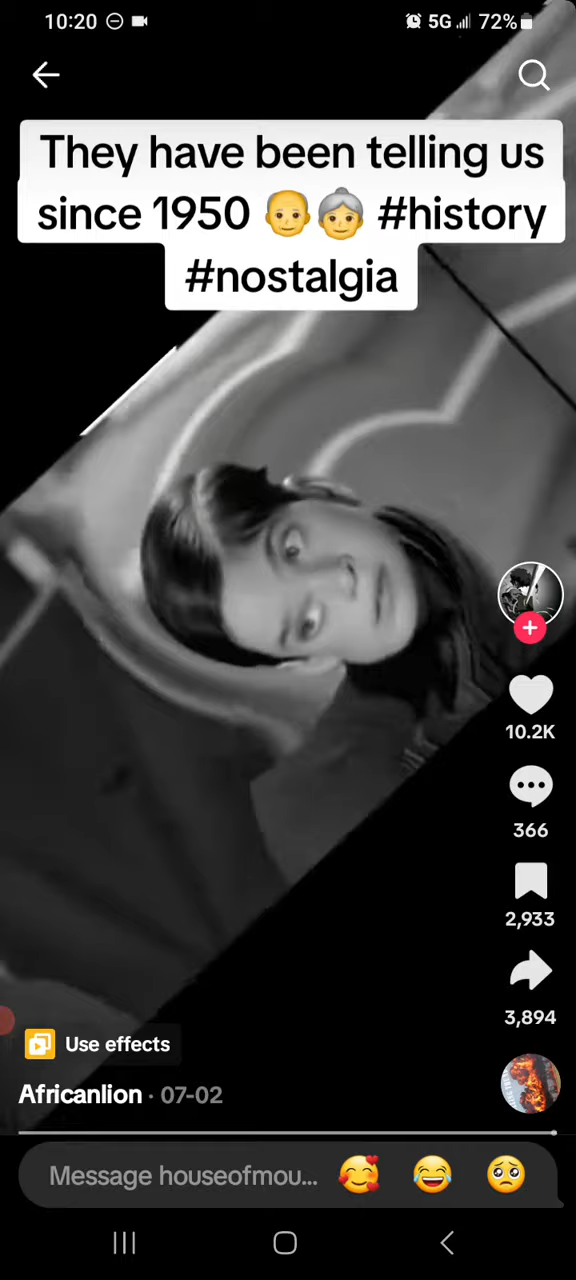 10:20 5G 72%
They have been telling us
since 1950 👴👵 #history
#nostalgia
10.2K
366
2,933
3,894
Use effects
Africanlion · 07-02
Message houseofmou... 🥰 😂 🥺